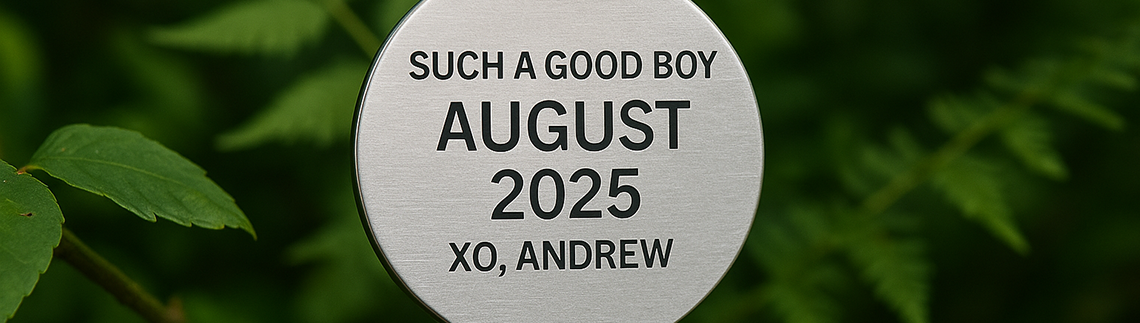 SUCH A GOOD BOY
AUGUST
2025
XO, ANDREW